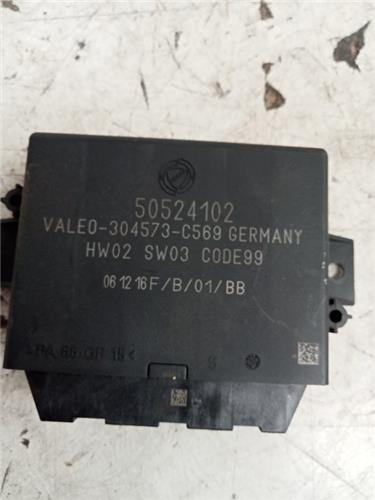 50524102
VALEO-304573-C569 GERMANY
HW02 SW03 CODE99
061216F/B/01/BB